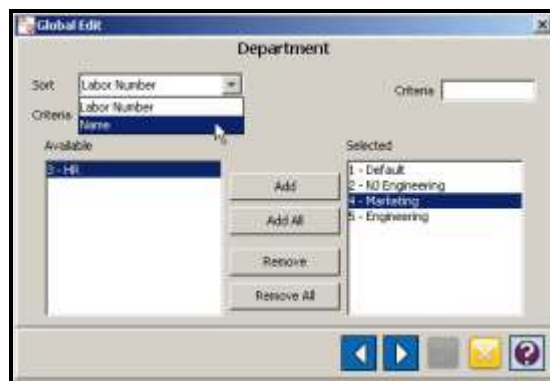 Global Edit
Department
Sort Labor Number
Criteria
Labor Number
Criteria
Name
Available
Selected
3 - HR
1 - Default
2 - NJ Engineering
4 - Marketing
5 - Engineering
Add
Add All
Remove
Remove All